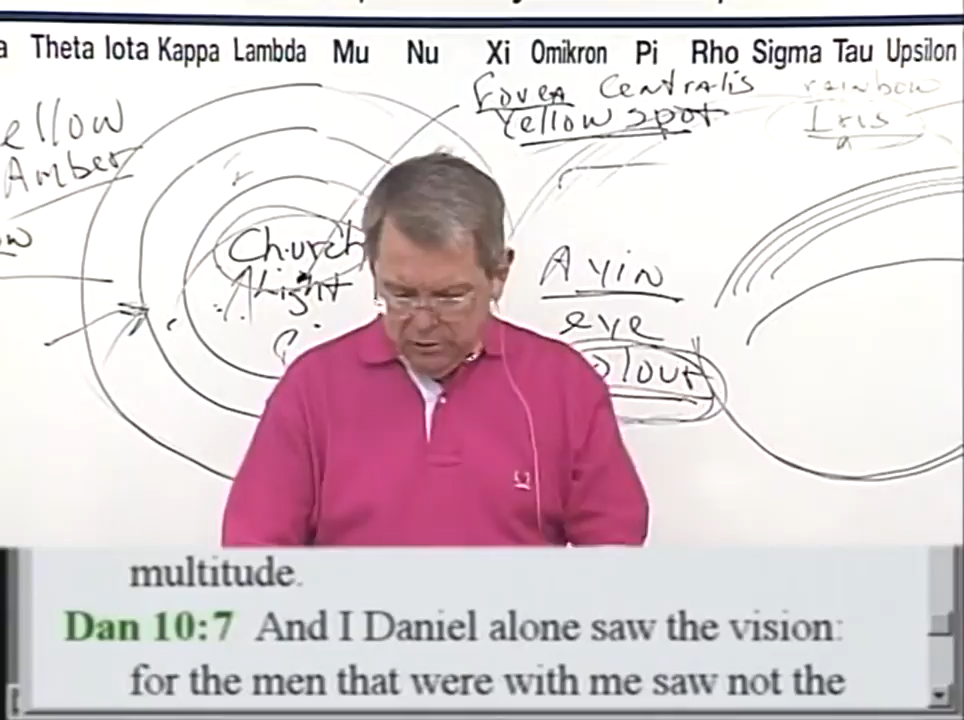 Theta Iota Kappa Lambda Mu Nu Xi Omikron Pi Rho Sigma Tau Upsilon
Fovea Centralis
Yellow spot
rainbow
Iris
ellow
Amber
Church
Alight
Ayin
eye
olour
multitude.
Dan 10:7 And I Daniel alone saw the vision:
for the men that were with me saw not the